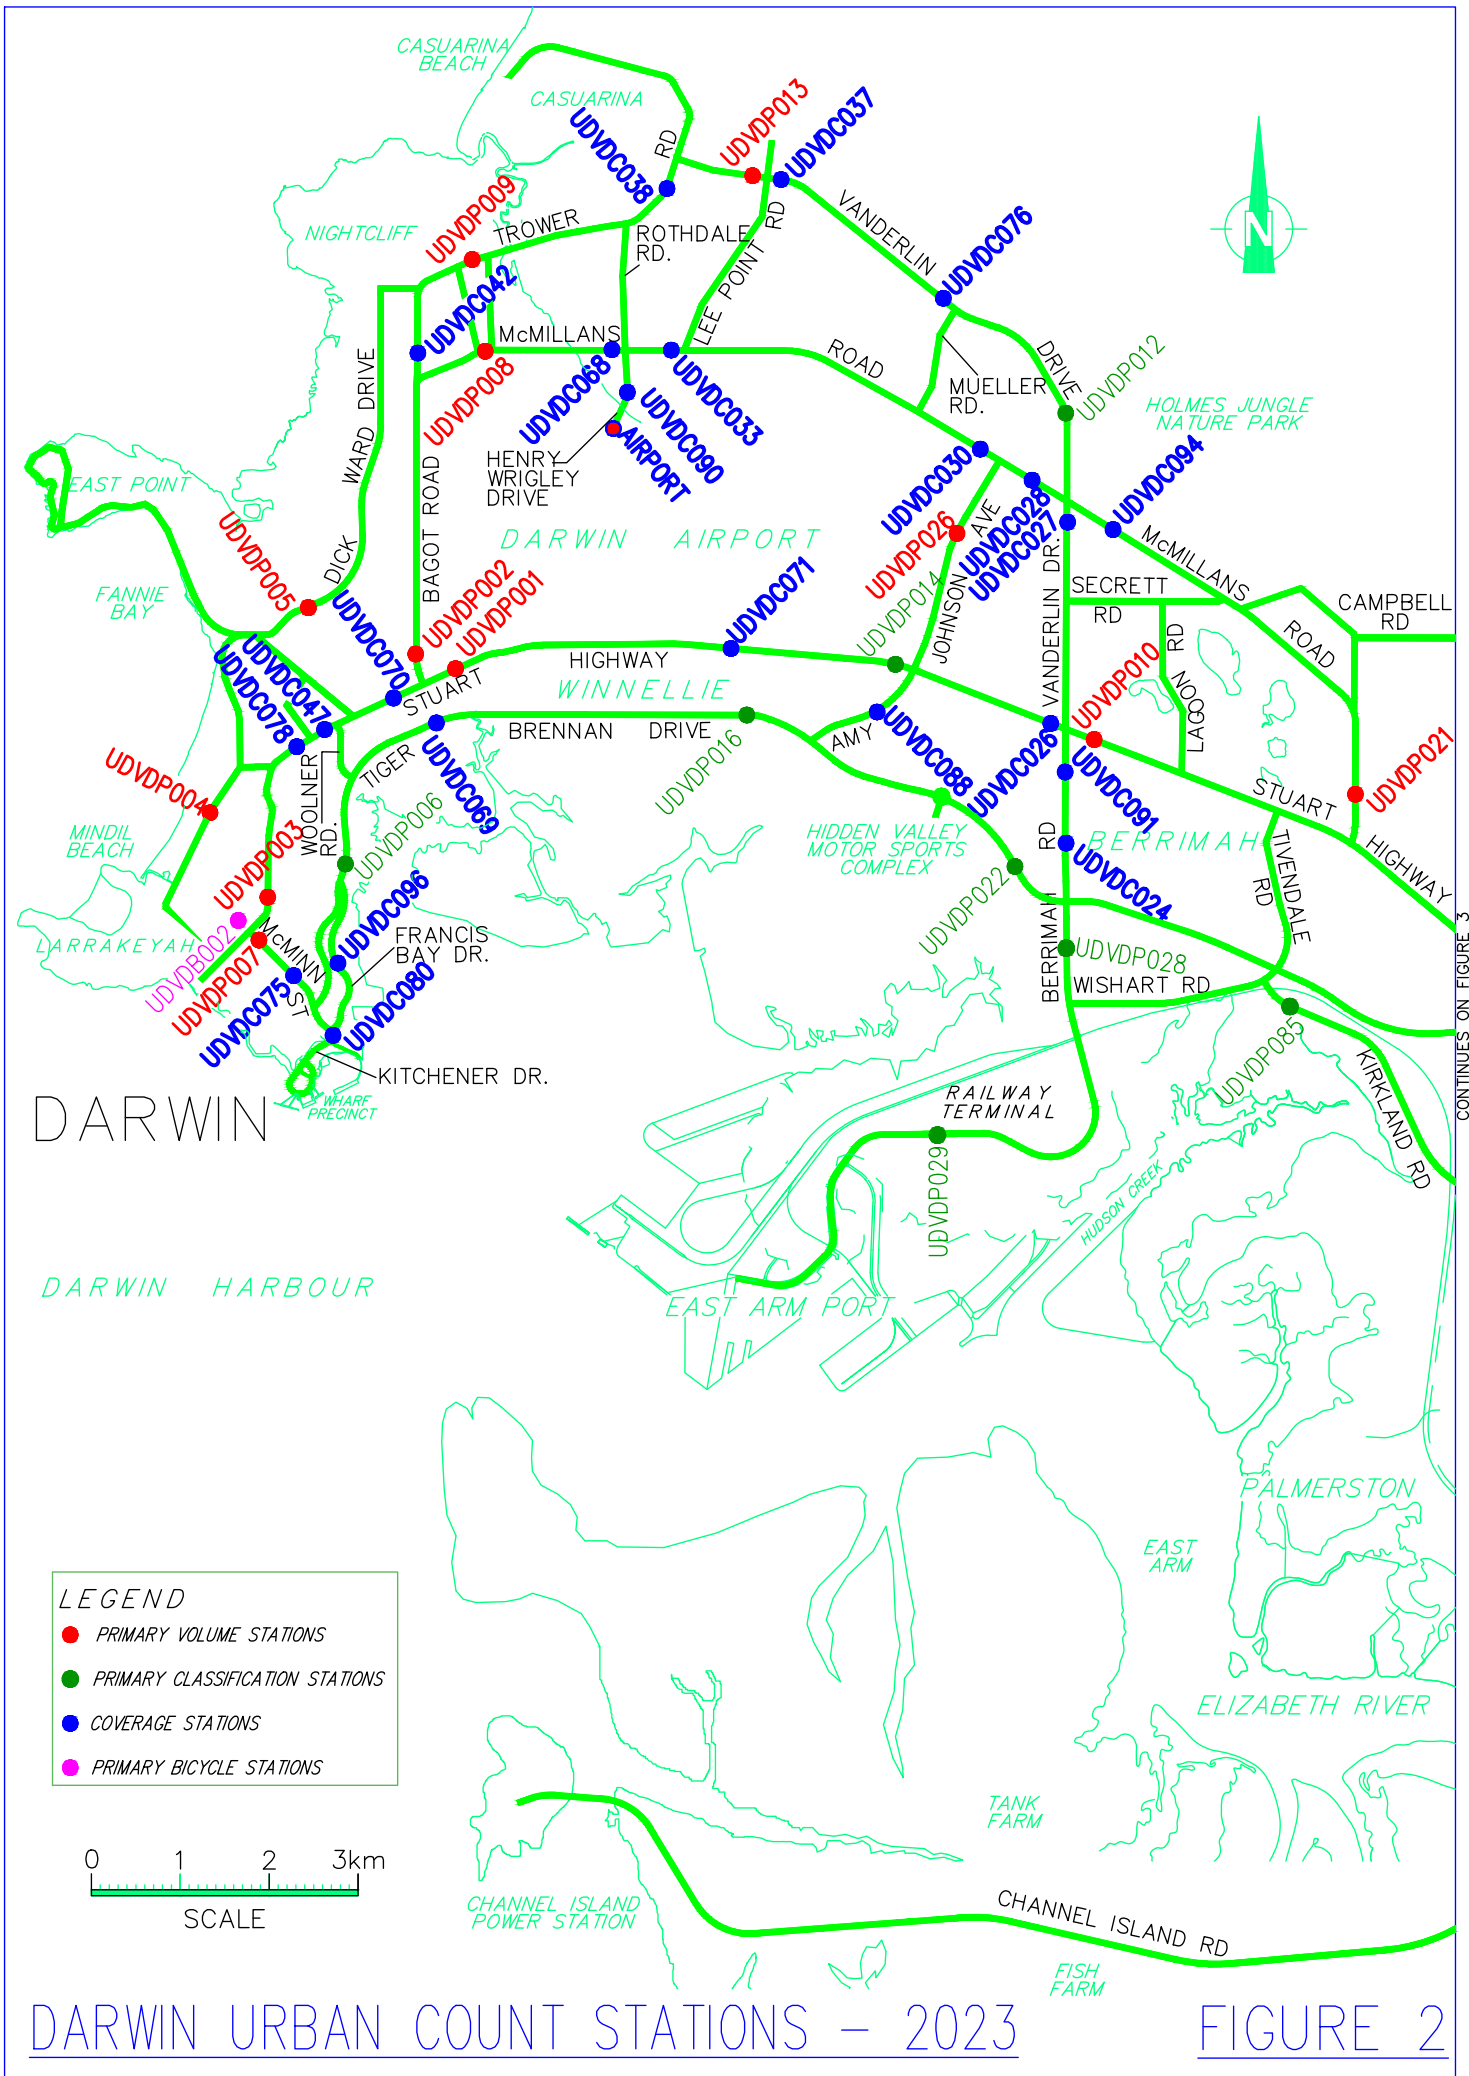 CASUARINA
BEACH
CASUARINA
UDVDP013
UDVDC037
UDVDC038
RD
UDVDP009
NIGHTCLIFF
TROWER
ROTHDALE
RD.
LEE POINT RD
VANDERLIN
DRIVE
UDVDC076
N
UDVDC042
McMILLANS
ROAD
MUELLER
RD.
UDVDP012
HOLMES JUNGLE
NATURE PARK
UDVDP008
UDVDC068
UDVDC033
UDVDC090
AIRPORT
HENRY
WRIGLEY
DRIVE
DICK WARD DRIVE
BAGOT ROAD
EAST POINT
UDVDC030
UDVDC028
UDVDC027
UDVDC094
UDVDP026
DARWIN AIRPORT
UDVDP005
UDVDP002
UDVDP001
UDVDC071
UDVDP014
JOHNSON AVE
VANDERLIN DR.
McMILLANS
ROAD
SECRETT
RD
CAMPBELL
RD
FANNIE
BAY
UDVDC070
UDVDC047
UDVDC078
STUART
HIGHWAY
WINNELLIE
LAGOON RD
UDVDP010
TIGER
BRENNAN DRIVE
AMY
UDVDP016
UDVDC088
UDVDC026
UDVDC091
UDVDP021
STUART
HIGHWAY
UDVDP004
WOOLNER
RD.
UDVDC069
UDVDP006
MINDIL
BEACH
HIDDEN VALLEY
MOTOR SPORTS
COMPLEX
BERRIMAH
BERRIMAH RD
TIVENDALE
RD
UDVDP003
UDVDC096
UDVDP022
UDVDC024
LARRAKEYAH
UDVDB002
UDVDP007
McMINN
ST
FRANCIS
BAY DR.
UDVDP028
UDVDC075
UDVDC080
WISHART RD
UDVDP085
KIRKLAND RD
CONTINUES ON FIGURE 3
KITCHENER DR.
WHARF
PRECINCT
RAILWAY
TERMINAL
DARWIN
UDVDP029
HUDSON CREEK
DARWIN HARBOUR
EAST ARM PORT
PALMERSTON
EAST
ARM
LEGEND
PRIMARY VOLUME STATIONS
PRIMARY CLASSIFICATION STATIONS
COVERAGE STATIONS
PRIMARY BICYCLE STATIONS
ELIZABETH RIVER
TANK
FARM
0 1 2 3km
SCALE
CHANNEL ISLAND
POWER STATION
CHANNEL ISLAND RD
FISH
FARM
DARWIN URBAN COUNT STATIONS - 2023
FIGURE 2